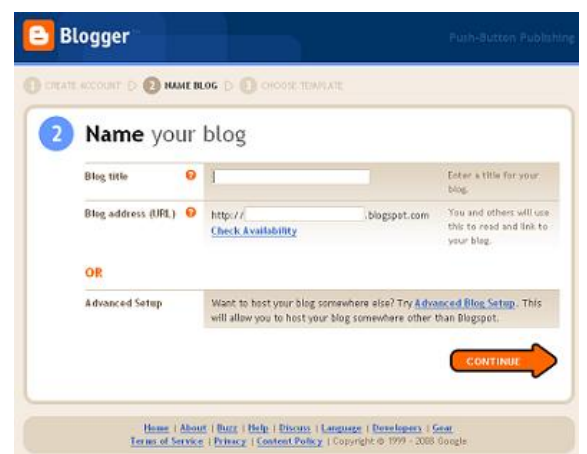 Blogger
Push-Button Publishing
1 CREATE ACCOUNT 2 NAME BLOG 3 CHOOSE TEMPLATE
2 Name your blog
Blog title ? Enter a title for your
blog.
Blog address (URL) ? http:// .blogspot.com You and others will use
Check Availability this to read and link to
your blog.
OR
Advanced Setup Want to host your blog somewhere else? Try Advanced Blog Setup. This
will allow you to host your blog somewhere other than Blogspot.
CONTINUE
Home | About | Buzz | Help | Discuss | Language | Developers | Gear
Terms of Service | Privacy | Content Policy | Copyright © 1999 - 2008 Google